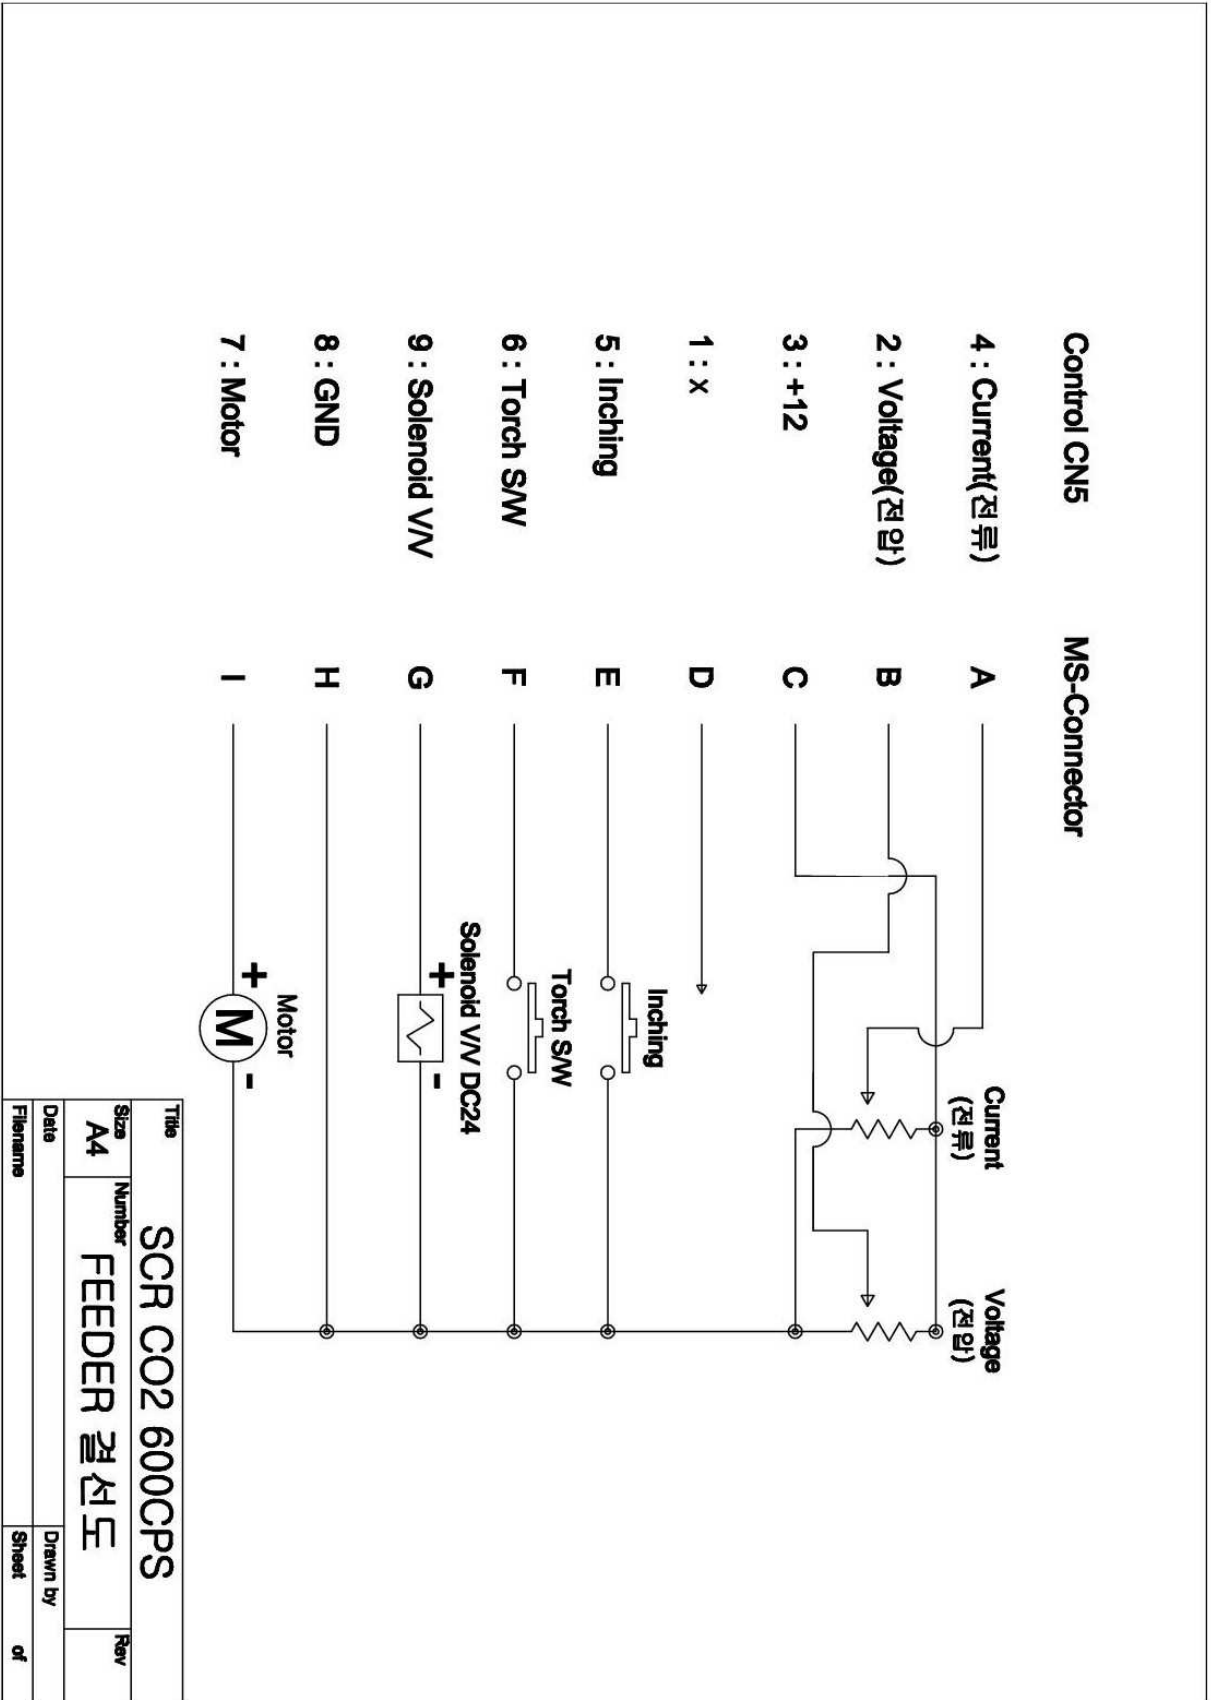 Control CN5 MS-Connector
4 : Current(전류) A
2 : Voltage(전압) B
3 : +12 C
1 : x D
5 : Inching E
6 : Torch S/W F
9 : Solenoid V/V G
8 : GND H
7 : Motor I
Current
(전류)
Voltage
(전압)
Inching
Torch S/W
Solenoid V/V DC24
+ -
Motor
+ M -
Title
SCR CO2 600CPS
Size Number Rev
A4 FEEDER 결선도
Date Drawn by
Filename Sheet of